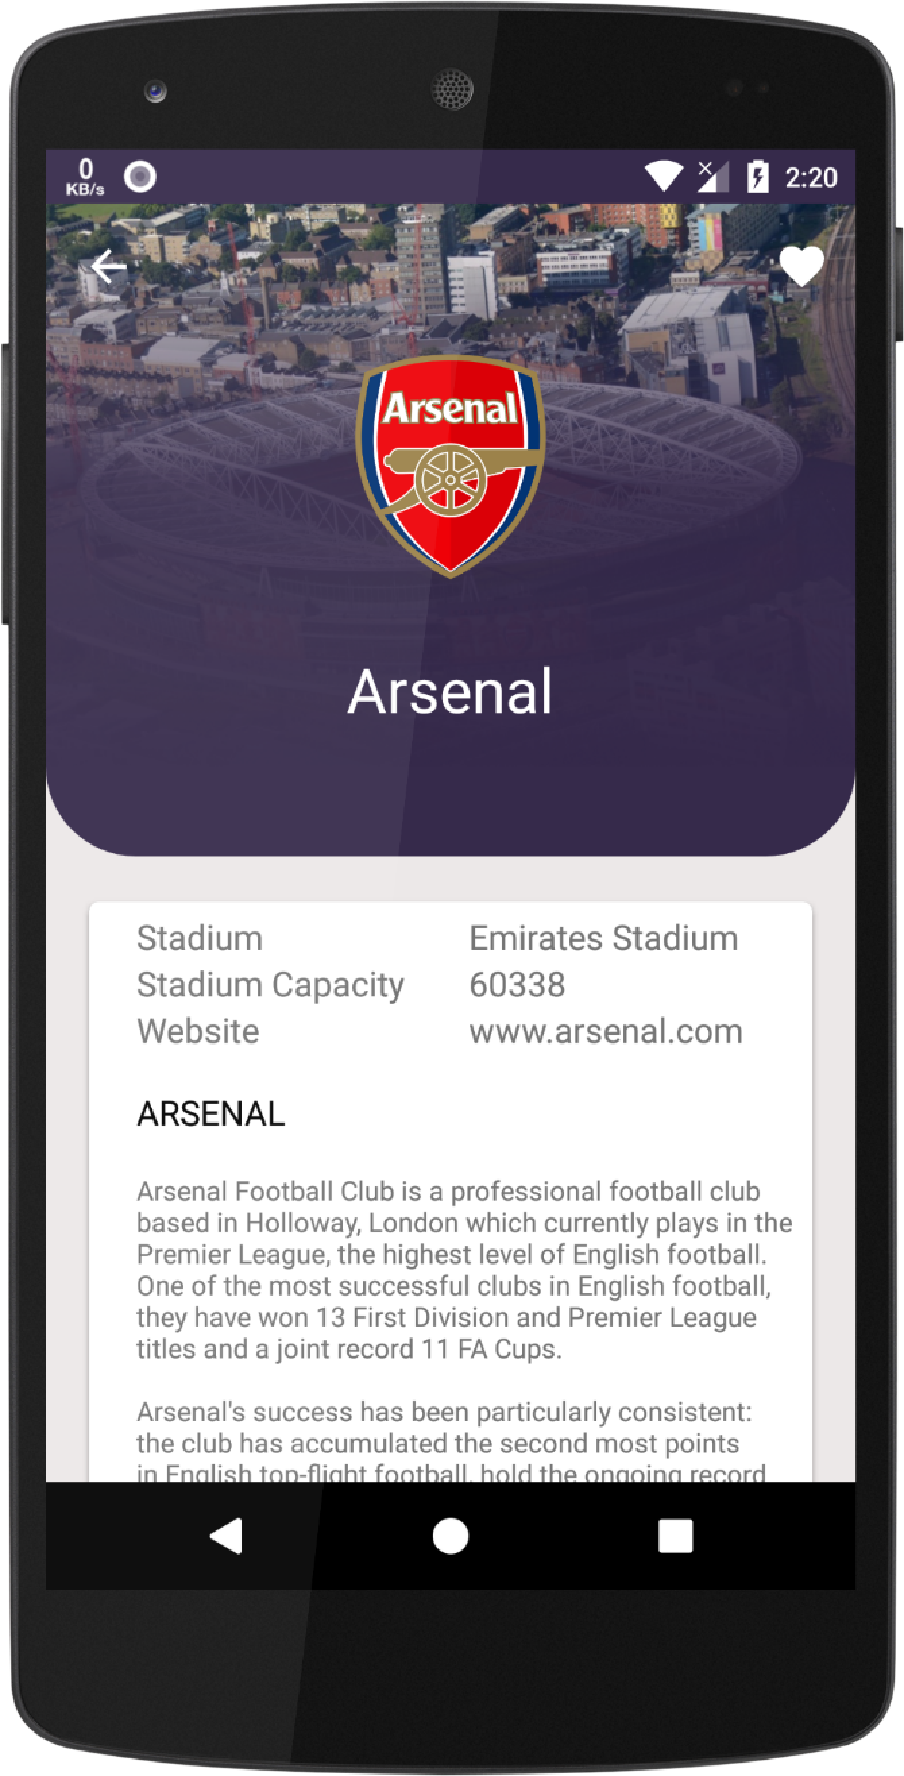 0
KB/s
2:20
Arsenal
Arsenal
Stadium Emirates Stadium
Stadium Capacity 60338
Website www.arsenal.com
ARSENAL
Arsenal Football Club is a professional football club
based in Holloway, London which currently plays in the
Premier League, the highest level of English football.
One of the most successful clubs in English football,
they have won 13 First Division and Premier League
titles and a joint record 11 FA Cups.
Arsenal's success has been particularly consistent:
the club has accumulated the second most points
in English top-flight football, hold the ongoing record